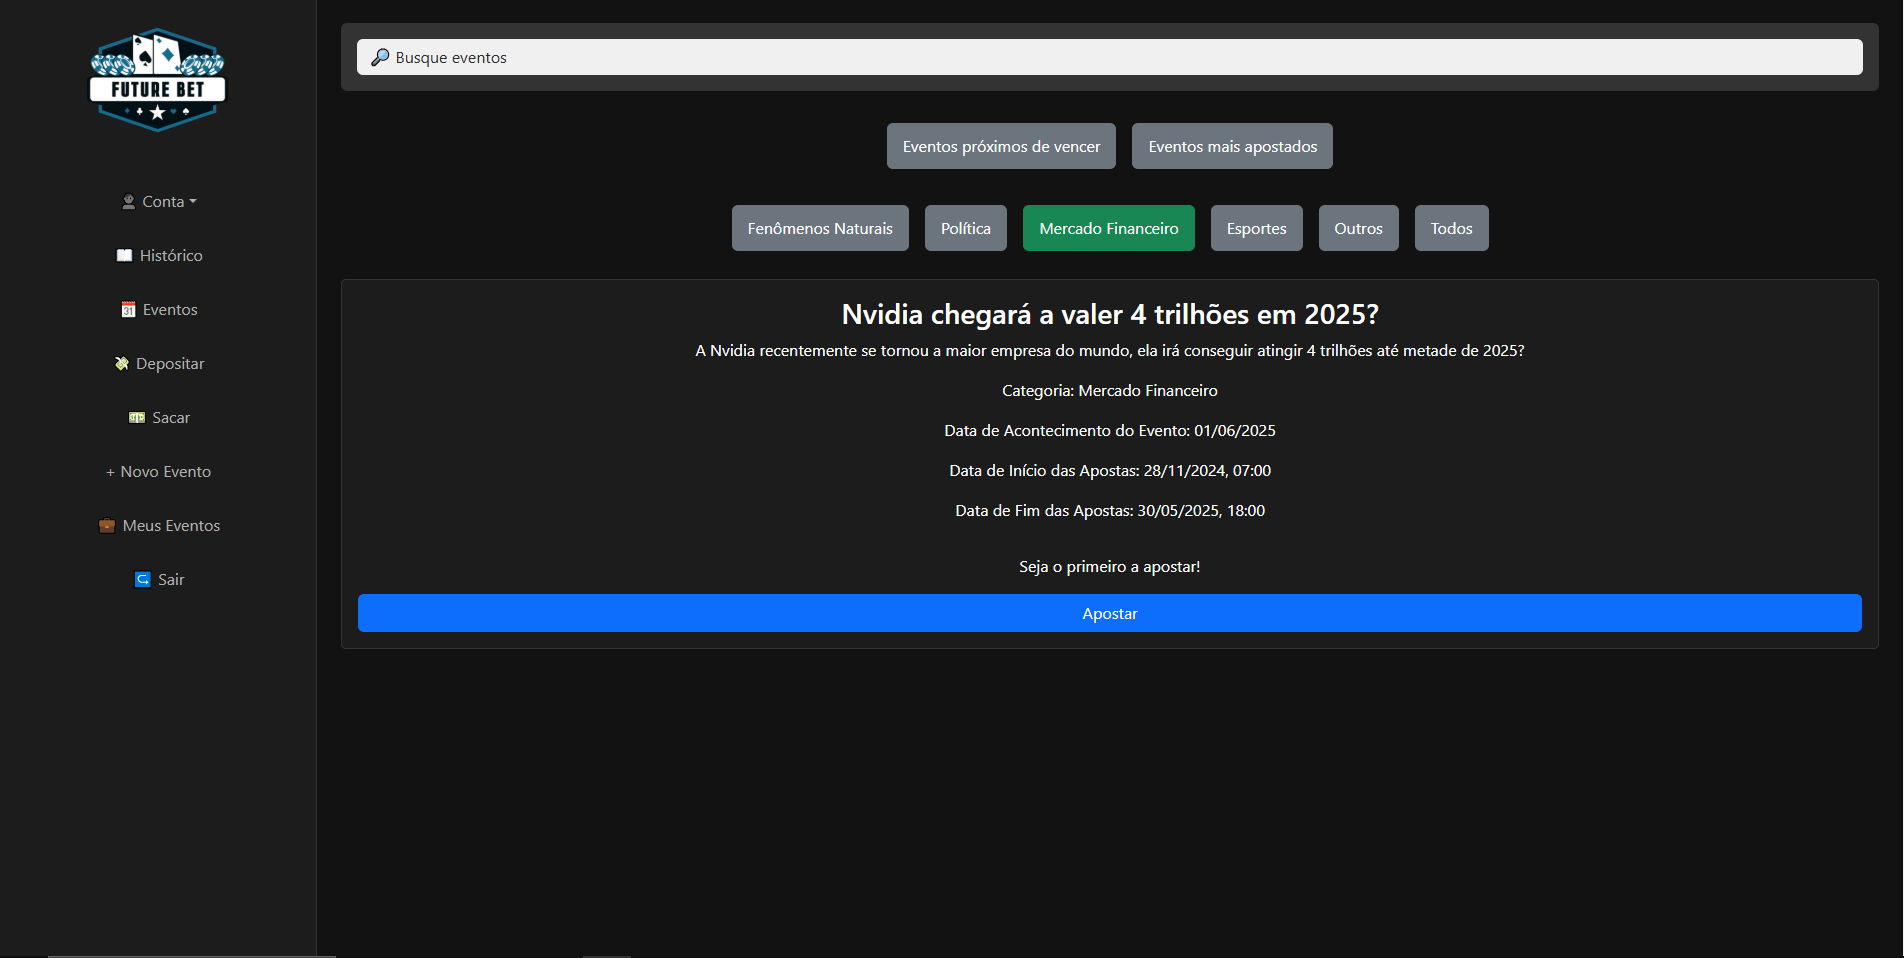 FUTURE BET
Conta
Histórico
Eventos
Depositar
Sacar
+ Novo Evento
Meus Eventos
Sair
Busque eventos
Eventos próximos de vencer
Eventos mais apostados
Fenômenos Naturais
Política
Mercado Financeiro
Esportes
Outros
Todos
Nvidia chegará a valer 4 trilhões em 2025?
A Nvidia recentemente se tornou a maior empresa do mundo, ela irá conseguir atingir 4 trilhões até metade de 2025?
Categoria: Mercado Financeiro
Data de Acontecimento do Evento: 01/06/2025
Data de Início das Apostas: 28/11/2024, 07:00
Data de Fim das Apostas: 30/05/2025, 18:00
Seja o primeiro a apostar!
Apostar